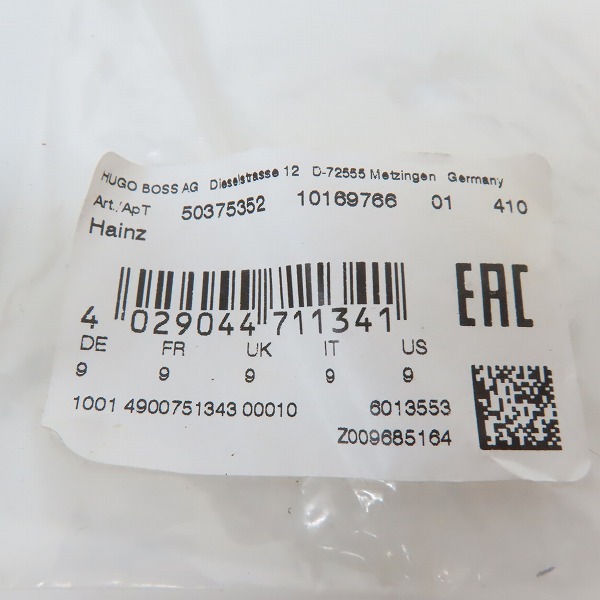 HUGO BOSS AG Dieselstrasse 12 D-72555 Metzingen Germany
Art./ApT 50375352 10169766 01 410
Hainz
EAC
4 029044 711341
DE FR UK IT US
9 9 9 9 9
1001 4900751343 00010 6013553
Z009685164